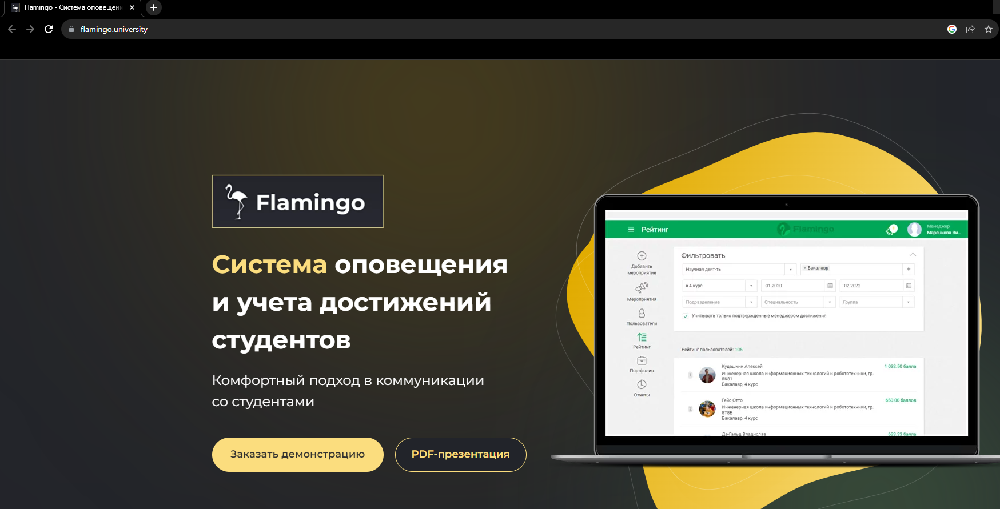 Flamingo - Система оповещен
flamingo.university
Flamingo
Система оповещения
и учета достижений
студентов
Комфортный подход в коммуникации
со студентами
Заказать демонстрацию
PDF-презентация
Рейтинг
Flamingo
1
Менеджер
Маренкова Ви...
Добавить
мероприятие
Мероприятия
Пользователи
Рейтинг
Портфолио
Отчеты
Фильтровать
Научная деят-ть
× Бакалавр
× 4 курс
01.2020
02.2022
Подразделение
Специальность
Группа
Учитывать только подтвержденные менеджером достижения
Рейтинг пользователей: 105
1
Кудашкин Алексей
1 032.50 балла
Инженерная школа информационных технологий и робототехники, гр.
8К81
Бакалавр, 4 курс
2
Гейс Отто
650.00 баллов
Инженерная школа информационных технологий и робототехники, гр.
8Т8Б
Бакалавр, 4 курс
Де-Гальд Владислав
633.33 балла